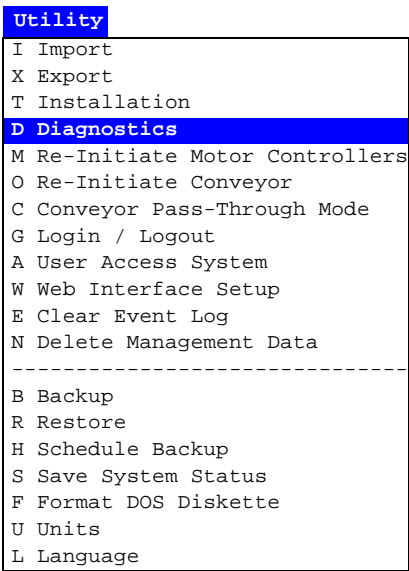 Utility
I Import
X Export
T Installation
D Diagnostics
M Re-Initiate Motor Controllers
O Re-Initiate Conveyor
C Conveyor Pass-Through Mode
G Login / Logout
A User Access System
W Web Interface Setup
E Clear Event Log
N Delete Management Data
-------------------------------
B Backup
R Restore
H Schedule Backup
S Save System Status
F Format DOS Diskette
U Units
L Language